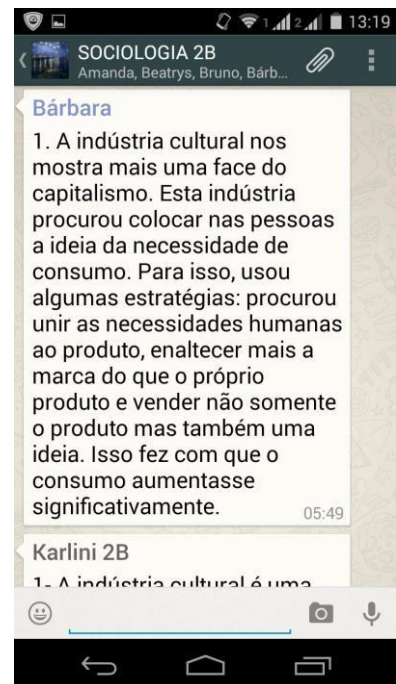 1 2 13:19
SOCIOLOGIA 2B
Amanda, Beatrys, Bruno, Bárb...
Bárbara
1. A indústria cultural nos
mostra mais uma face do
capitalismo. Esta indústria
procurou colocar nas pessoas
a ideia da necessidade de
consumo. Para isso, usou
algumas estratégias: procurou
unir as necessidades humanas
ao produto, enaltecer mais a
marca do que o próprio
produto e vender não somente
o produto mas também uma
ideia. Isso fez com que o
consumo aumentasse
significativamente. 05:49
Karlini 2B
1- A indústria cultural é uma